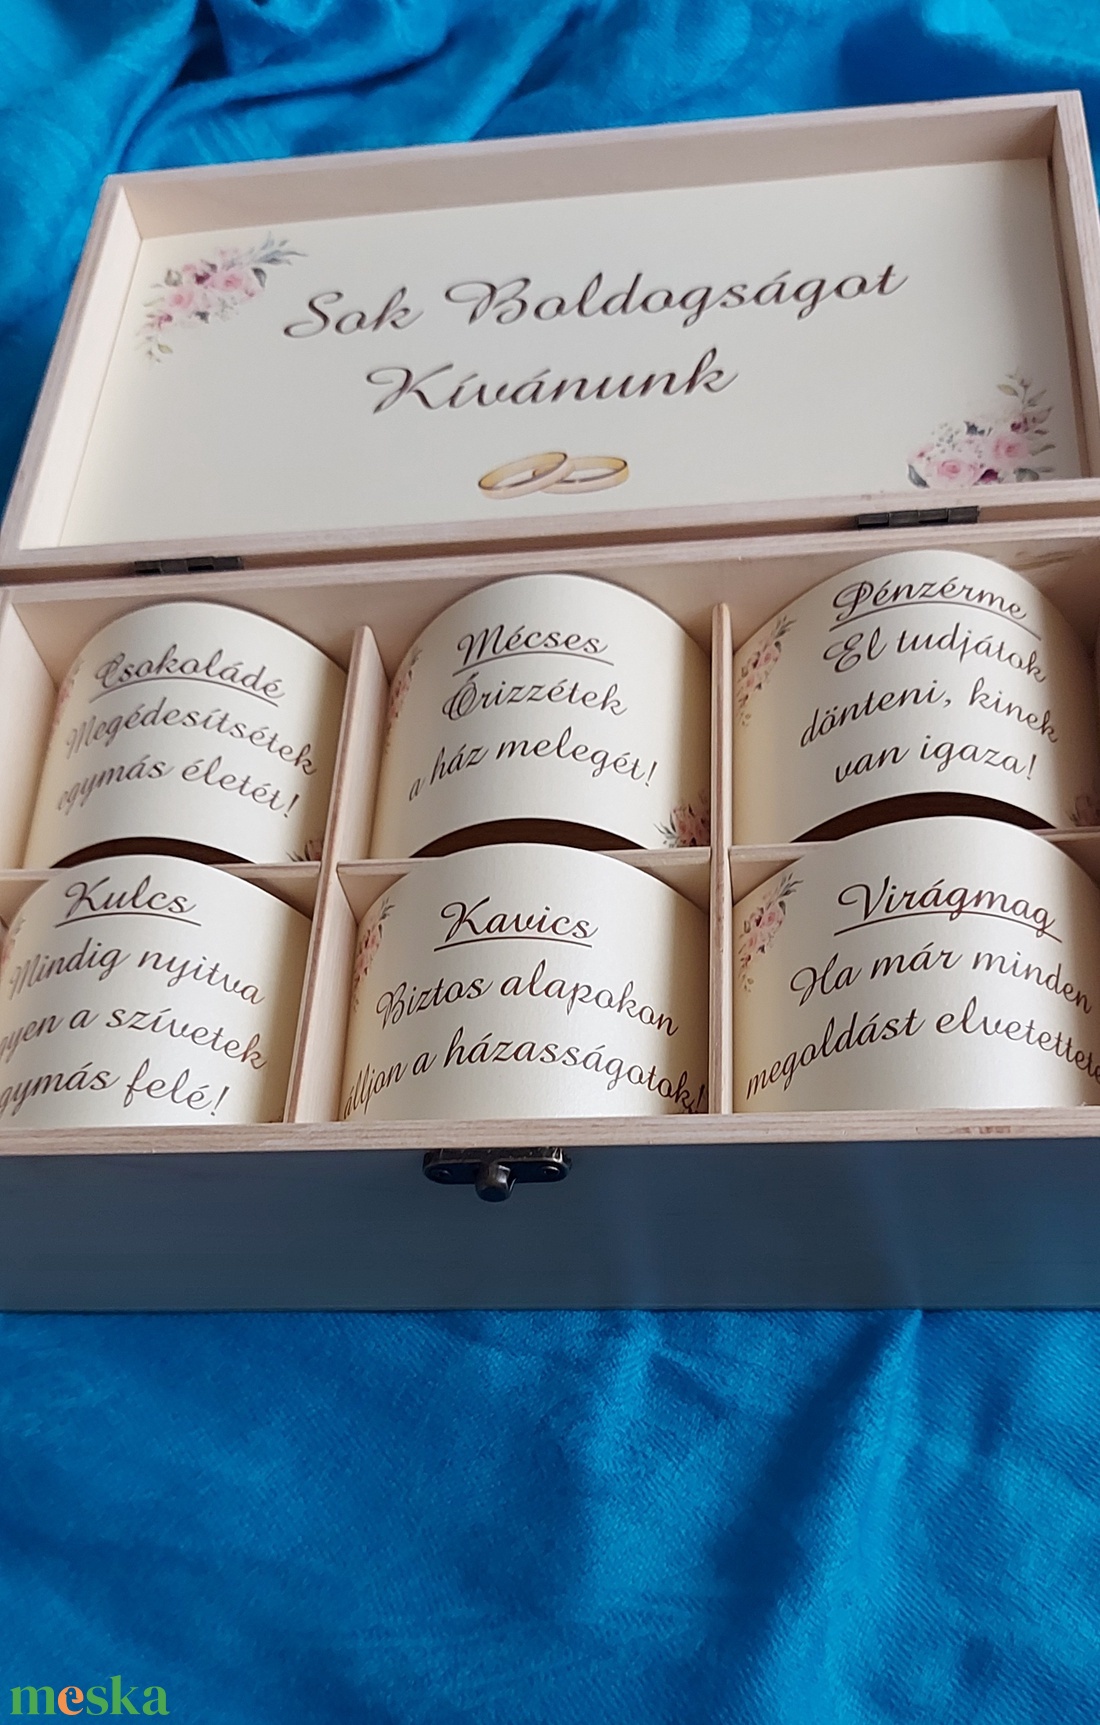 Sok Boldogságot
Kívánunk
Csokoládé
Megédesítsétek
egymás életét!
Mécses
Őrizzétek
a ház melegét!
Pénzérme
El tudjátok
dönteni, kinek
van igaza!
Kulcs
Mindig nyitva
a szívetek
felé!
Kavics
Biztos alapokon
álljon a házasságotok!
Virágmag
Ha már minden
megoldást
meska